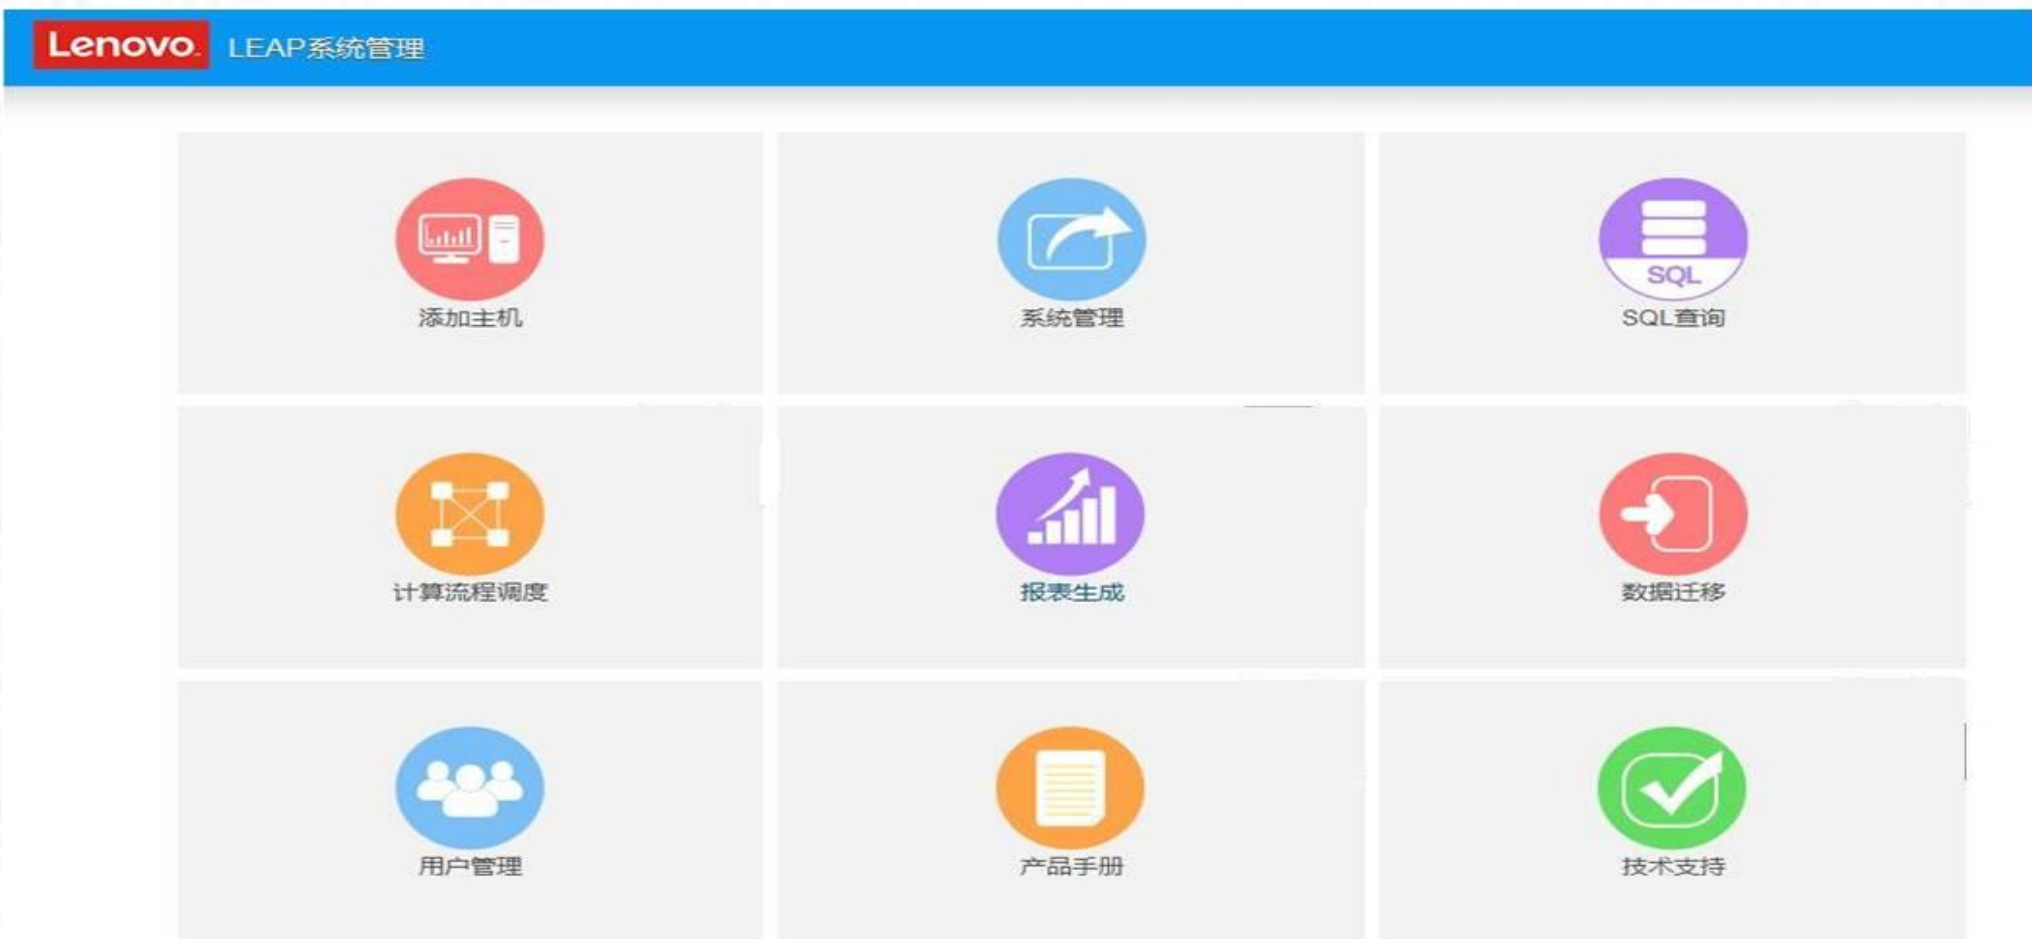 Lenovo. LEAP系统管理
添加主机
系统管理
SQL
SQL查询
计算流程调度
报表生成
数据迁移
用户管理
产品手册
技术支持